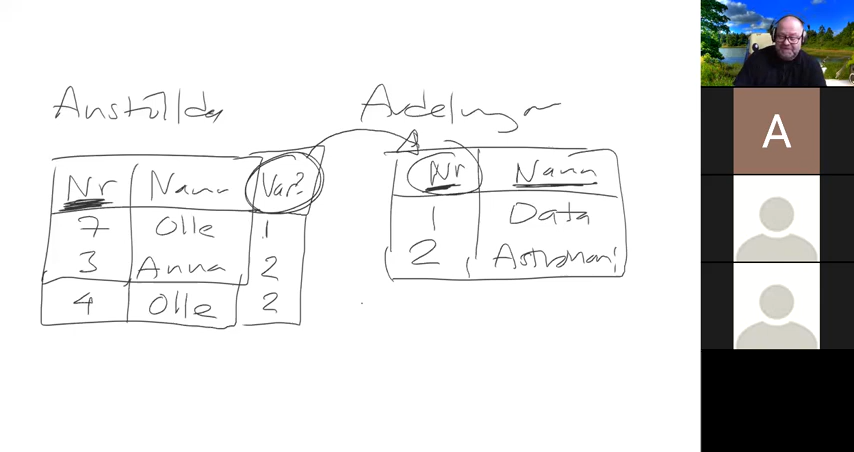 Anställda
Avdelningar
Nr Namn Var?
7 Olle 1
3 Anna 2
4 Olle 2
Nr Namn
1 Data
2 Astronomi
A